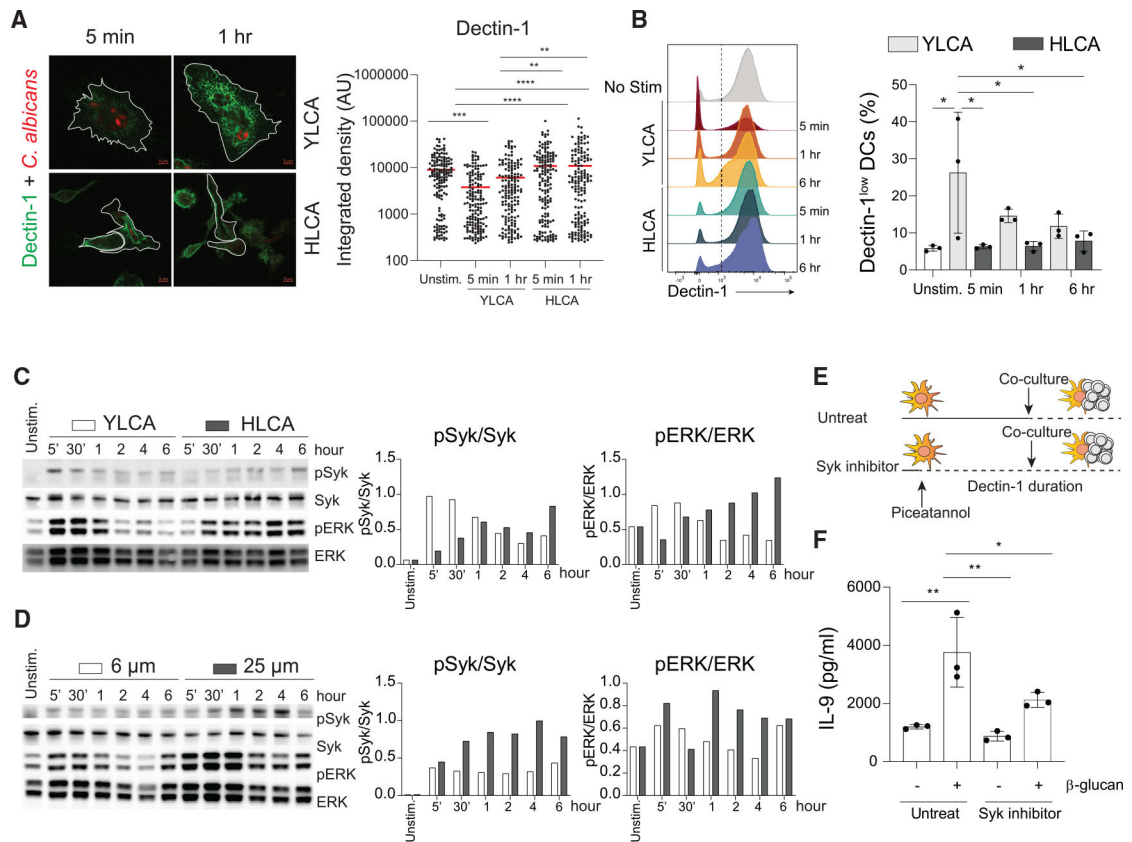 A
5 min
1 hr
Dectin-1 + C. albicans
YLCA
HLCA
Dectin-1
Integrated density (AU)
1000000
100000
10000
1000
100
**
**
****
****
***
Unstim.
5 min
1 hr
5 min
1 hr
YLCA
HLCA
B
No Stim
YLCA
HLCA
5 min
1 hr
6 hr
5 min
1 hr
6 hr
Dectin-1
YLCA
HLCA
Dectin-1low DCs (%)
50
40
30
20
10
0
*
*
*
*
Unstim.
5 min
1 hr
6 hr
C
Unstim.
YLCA
HLCA
5' 30' 1 2 4 6 5' 30' 1 2 4 6 hour
pSyk
Syk
pERK
ERK
pSyk/Syk
pSyk/Syk
1.5
1.0
0.5
0.0
Unstim. 5' 30' 1 2 4 6 hour
pERK/ERK
pERK/ERK
1.5
1.0
0.5
0.0
Unstim. 5' 30' 1 2 4 6 hour
D
Unstim.
6 µm
25 µm
5' 30' 1 2 4 6 5' 30' 1 2 4 6 hour
pSyk
Syk
pERK
ERK
pSyk/Syk
pSyk/Syk
1.5
1.0
0.5
0.0
Unstim. 5' 30' 1 2 4 6 hour
pERK/ERK
pERK/ERK
1.0
0.8
0.6
0.4
0.2
0.0
Unstim. 5' 30' 1 2 4 6 hour
E
Co-culture
Untreat
Co-culture
Syk inhibitor
Dectin-1 duration
Piceatannol
F
IL-9 (pg/ml)
6000
4000
2000
0
*
**
**
- + - + β-glucan
Untreat
Syk inhibitor